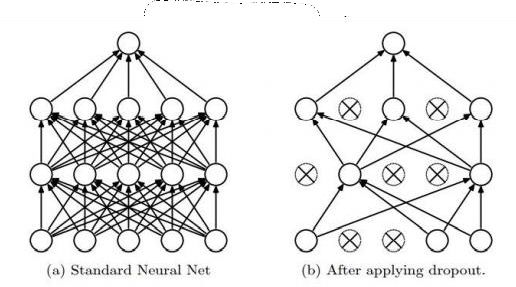 (a) Standard Neural Net
(b) After applying dropout.